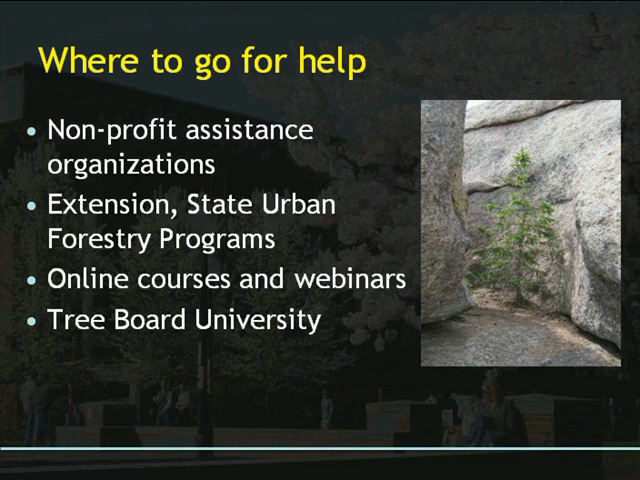 Where to go for help
• Non-profit assistance
organizations
• Extension, State Urban
Forestry Programs
• Online courses and webinars
• Tree Board University